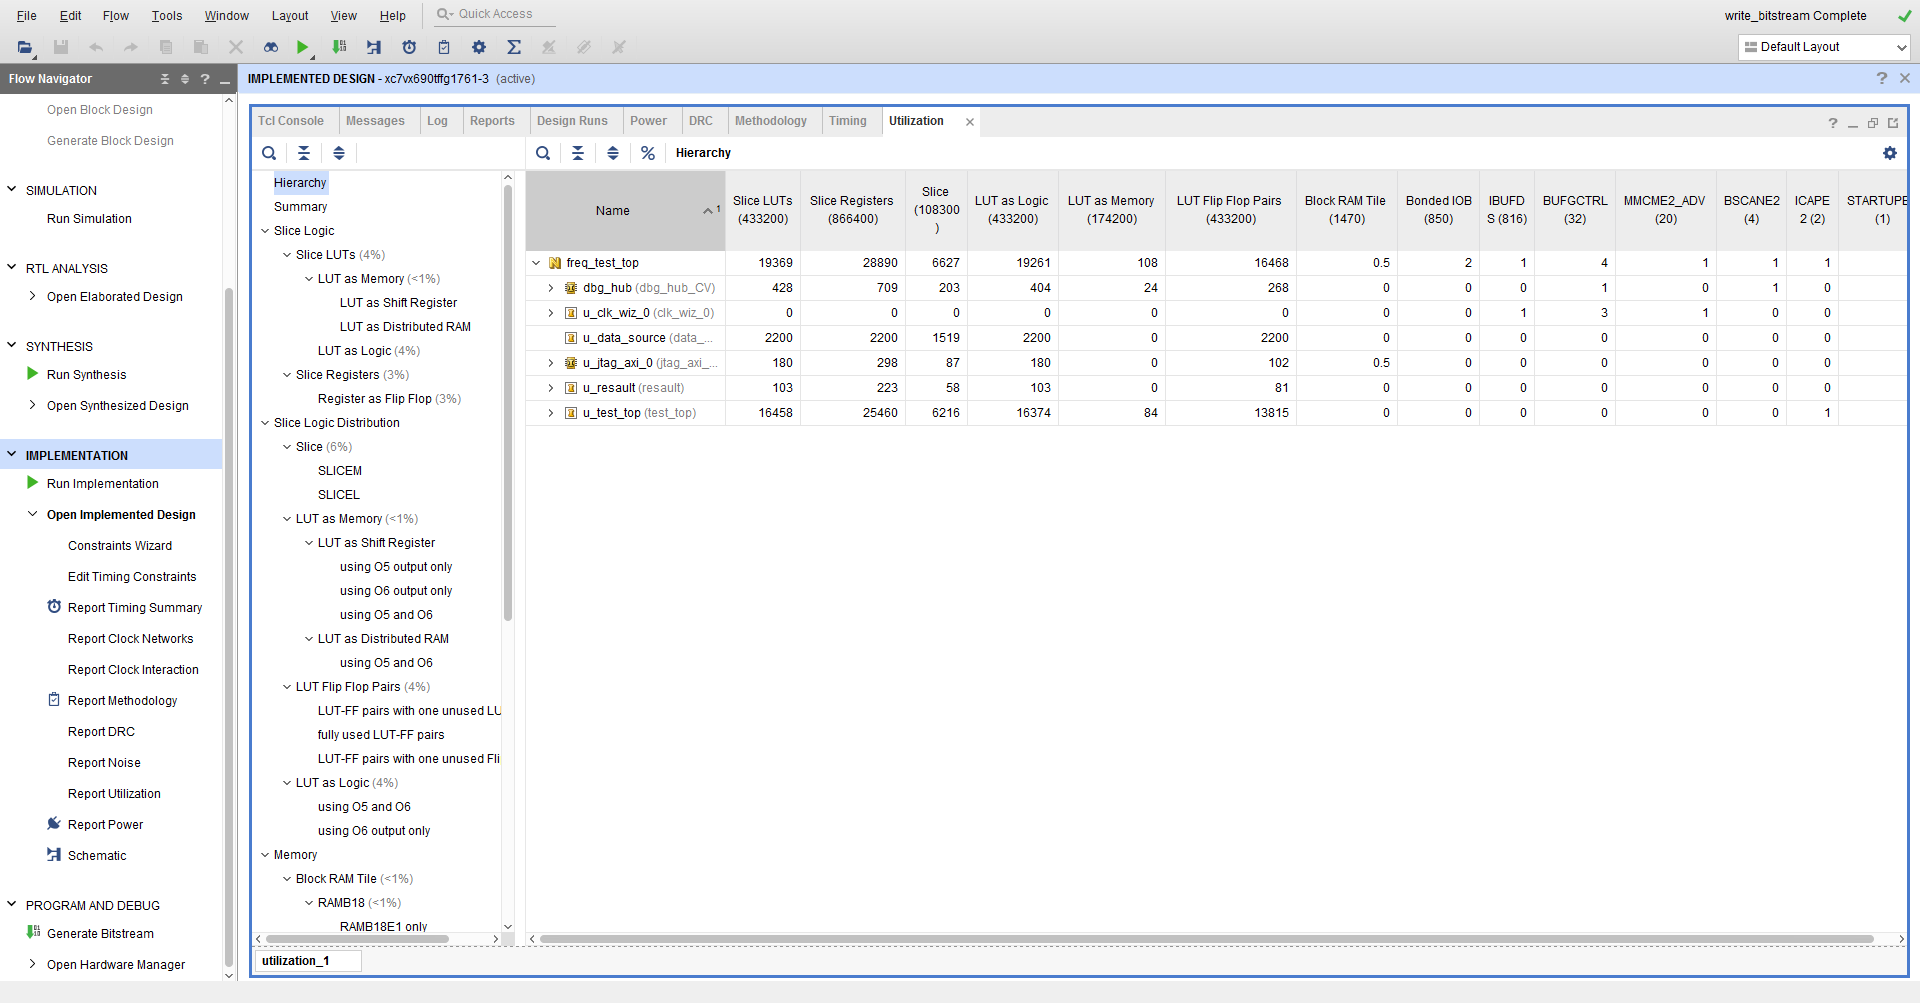 File Edit Flow Tools Window Layout View Help Quick Access
write_bitstream Complete
Default Layout
Flow Navigator
IMPLEMENTED DESIGN - xc7vx690tffg1761-3 (active)
Open Block Design
Generate Block Design
SIMULATION
Run Simulation
RTL ANALYSIS
Open Elaborated Design
SYNTHESIS
Run Synthesis
Open Synthesized Design
IMPLEMENTATION
Run Implementation
Open Implemented Design
Constraints Wizard
Edit Timing Constraints
Report Timing Summary
Report Clock Networks
Report Clock Interaction
Report Methodology
Report DRC
Report Noise
Report Utilization
Report Power
Schematic
PROGRAM AND DEBUG
Generate Bitstream
Open Hardware Manager
Tcl Console Messages Log Reports Design Runs Power DRC Methodology Timing Utilization
Hierarchy
Summary
Slice Logic
Slice LUTs (4%)
LUT as Memory (<1%)
LUT as Shift Register
LUT as Distributed RAM
LUT as Logic (4%)
Slice Registers (3%)
Register as Flip Flop (3%)
Slice Logic Distribution
Slice (6%)
SLICEM
SLICEL
LUT as Memory (<1%)
LUT as Shift Register
using O5 output only
using O6 output only
using O5 and O6
LUT as Distributed RAM
using O5 and O6
LUT Flip Flop Pairs (4%)
LUT-FF pairs with one unused LU
fully used LUT-FF pairs
LUT-FF pairs with one unused Fli
LUT as Logic (4%)
using O5 and O6
using O6 output only
Memory
Block RAM Tile (<1%)
RAMB18 (<1%)
RAMB18E1 only
Hierarchy
Name 1 Slice LUTs (433200) Slice Registers (866400) Slice (108300) LUT as Logic (433200) LUT as Memory (174200) LUT Flip Flop Pairs (433200) Block RAM Tile (1470) Bonded IOB (850) IBUFDS (816) BUFGCTRL (32) MMCME2_ADV (20) BSCANE2 (4) ICAPE2 (2) STARTUPE (1)
freq_test_top 19369 28890 6627 19261 108 16468 0.5 2 1 4 1 1 1
dbg_hub (dbg_hub_CV) 428 709 203 404 24 268 0 0 0 1 0 1 0
u_clk_wiz_0 (clk_wiz_0) 0 0 0 0 0 0 0 0 1 3 1 0 0
u_data_source (data_... 2200 2200 1519 2200 0 2200 0 0 0 0 0 0 0
u_jtag_axi_0 (jtag_axi_... 180 298 87 180 0 102 0.5 0 0 0 0 0 0
u_resault (resault) 103 223 58 103 0 81 0 0 0 0 0 0 0
u_test_top (test_top) 16458 25460 6216 16374 84 13815 0 0 0 0 0 0 1
utilization_1